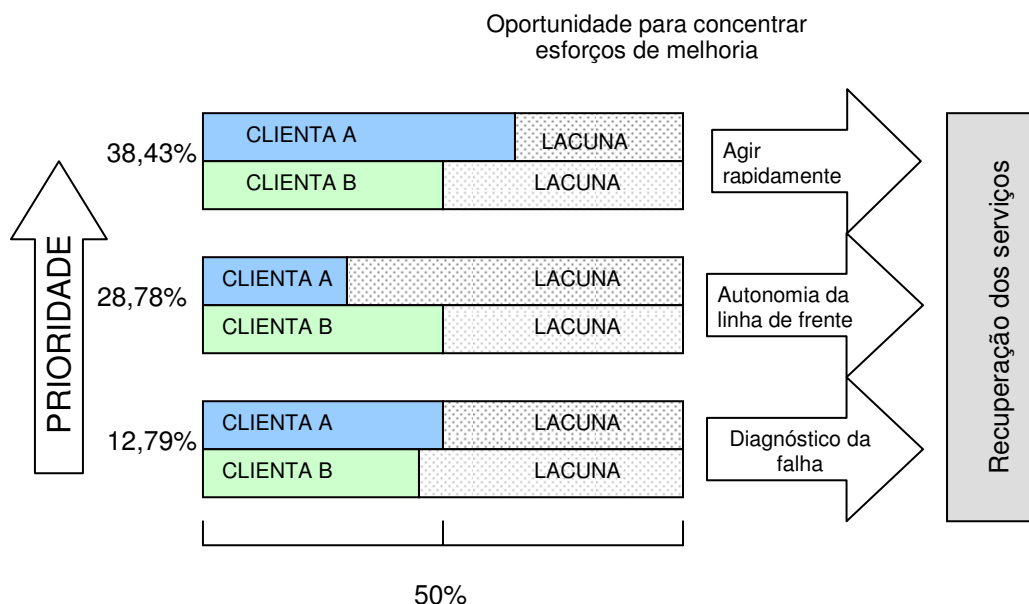 Oportunidade para concentrar
esforços de melhoria
PRIORIDADE
38,43%
CLIENTA A
LACUNA
CLIENTA B
LACUNA
Agir
rapidamente
28,78%
CLIENTA A
LACUNA
CLIENTA B
LACUNA
Autonomia da
linha de frente
12,79%
CLIENTA A
LACUNA
CLIENTA B
LACUNA
Diagnóstico da
falha
Recuperação dos serviços
50%